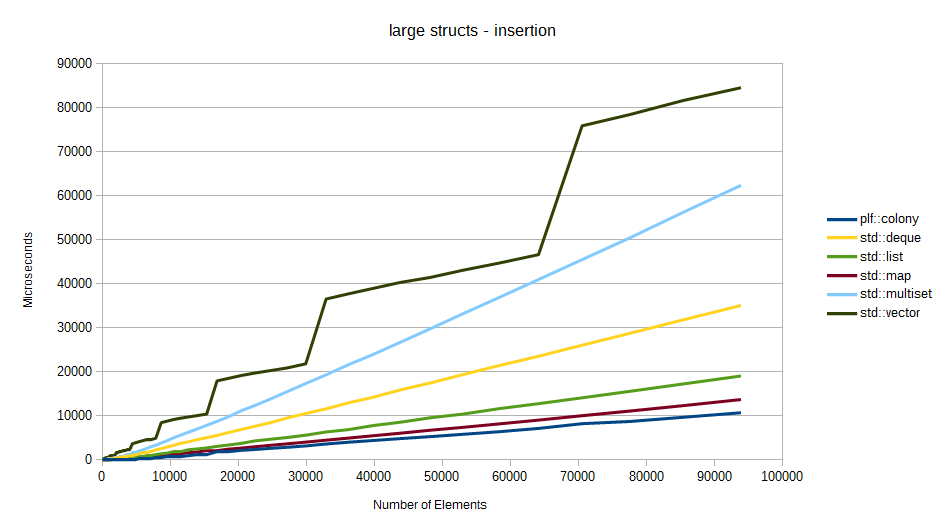 large structs - insertion
90000
80000
70000
60000
50000
40000
30000
20000
10000
0
Microseconds
0 10000 20000 30000 40000 50000 60000 70000 80000 90000 100000
Number of Elements
plf::colony
std::deque
std::list
std::map
std::multiset
std::vector